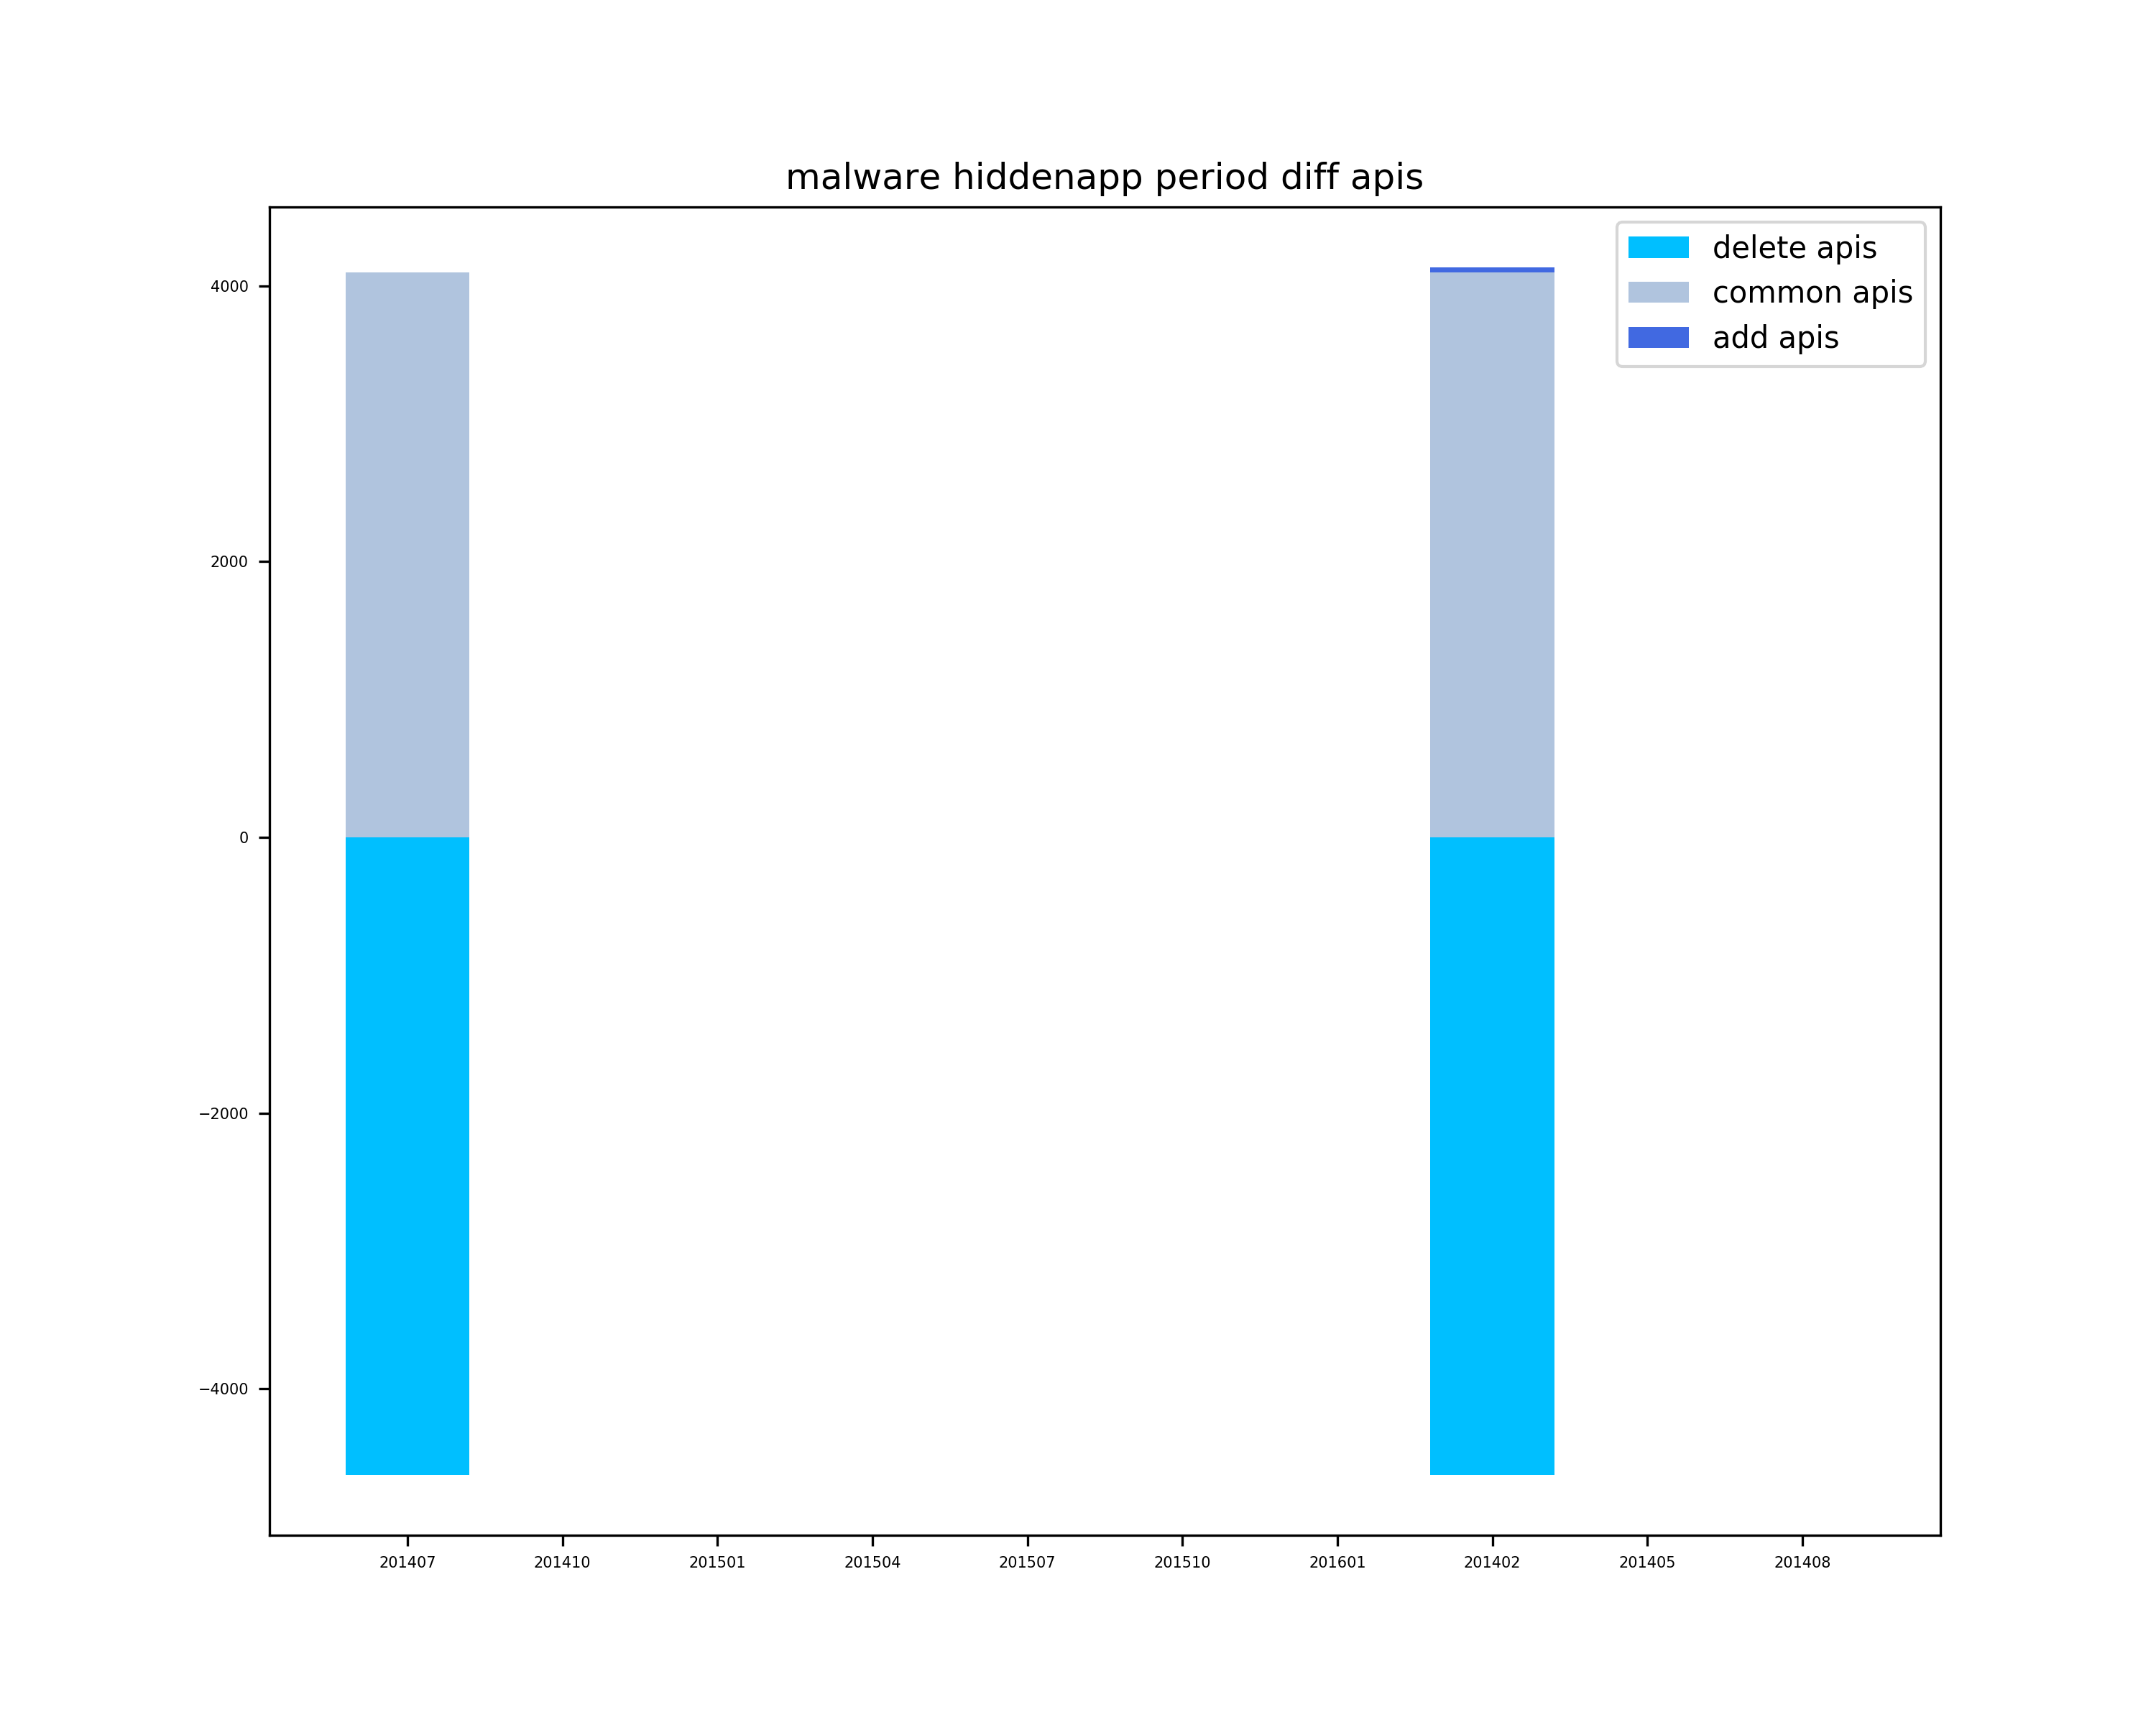 malware hiddenapp period diff apis
delete apis
common apis
add apis
4000
2000
0
−2000
−4000
201407 201410 201501 201504 201507 201510 201601 201402 201405 201408